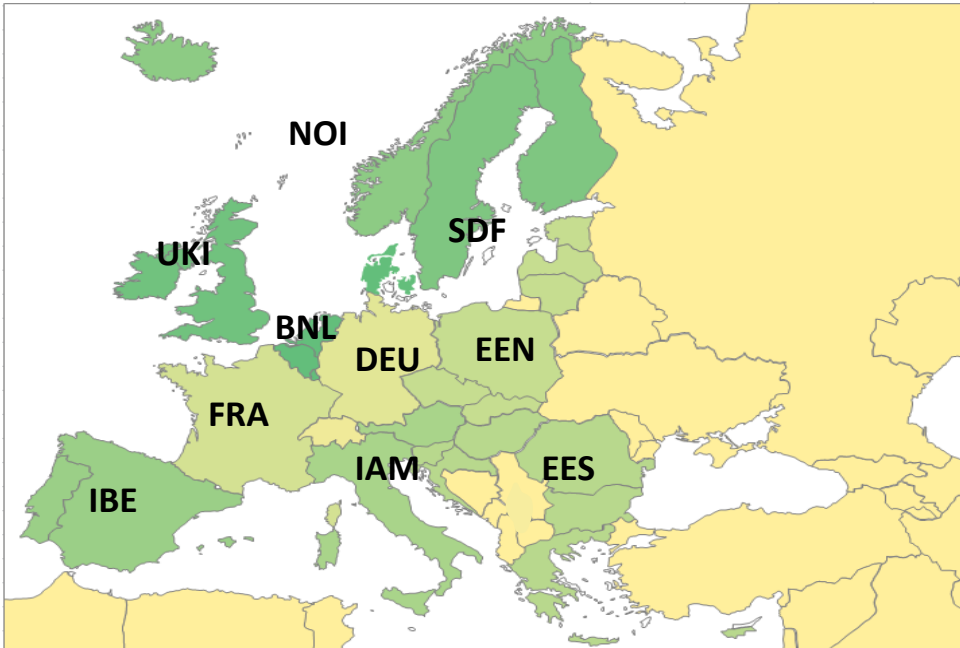 NOI
SDF
UKI
BNL
DEU
EEN
FRA
IAM
EES
IBE